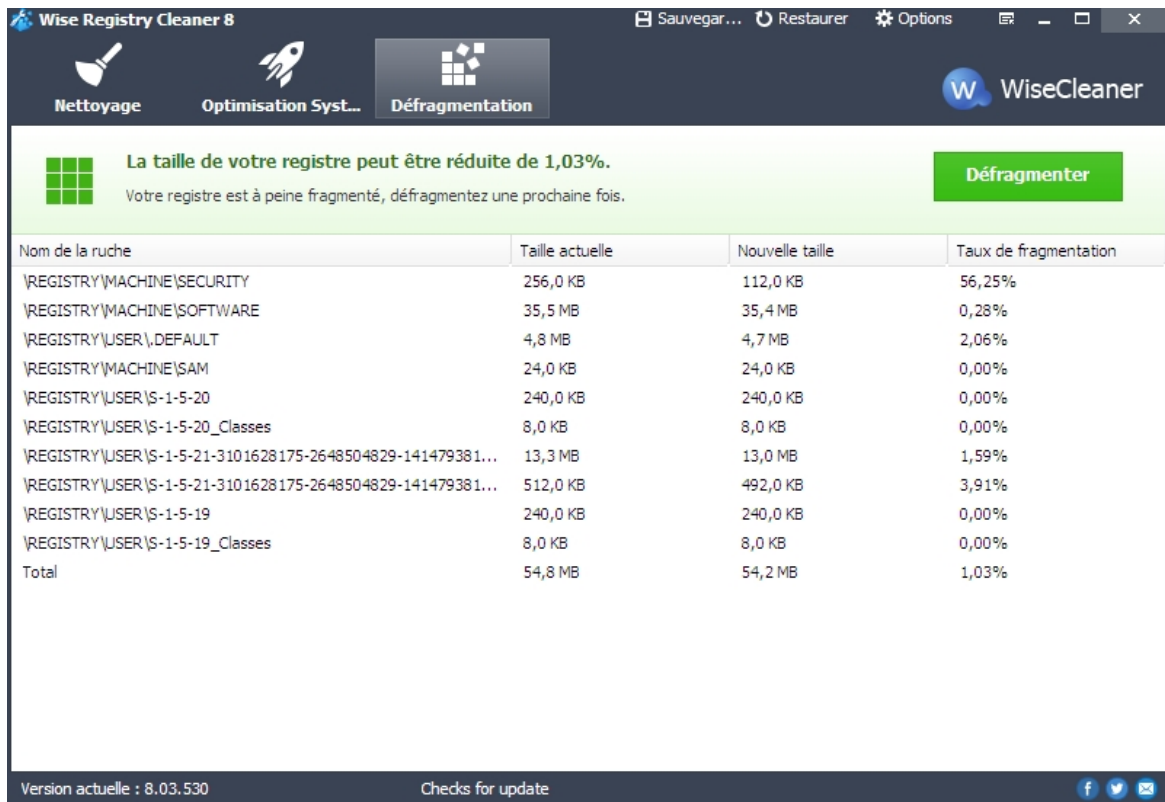 Wise Registry Cleaner 8 Sauvegar... Restaurer Options
Nettoyage Optimisation Syst... Défragmentation
W WiseCleaner
La taille de votre registre peut être réduite de 1,03%.
Votre registre est à peine fragmenté, défragmentez une prochaine fois.
Défragmenter
Nom de la ruche Taille actuelle Nouvelle taille Taux de fragmentation
\REGISTRY\MACHINE\SECURITY 256,0 KB 112,0 KB 56,25%
\REGISTRY\MACHINE\SOFTWARE 35,5 MB 35,4 MB 0,28%
\REGISTRY\USER\.DEFAULT 4,8 MB 4,7 MB 2,06%
\REGISTRY\MACHINE\SAM 24,0 KB 24,0 KB 0,00%
\REGISTRY\USER\S-1-5-20 240,0 KB 240,0 KB 0,00%
\REGISTRY\USER\S-1-5-20_Classes 8,0 KB 8,0 KB 0,00%
\REGISTRY\USER\S-1-5-21-3101628175-2648504829-141479381... 13,3 MB 13,0 MB 1,59%
\REGISTRY\USER\S-1-5-21-3101628175-2648504829-141479381... 512,0 KB 492,0 KB 3,91%
\REGISTRY\USER\S-1-5-19 240,0 KB 240,0 KB 0,00%
\REGISTRY\USER\S-1-5-19_Classes 8,0 KB 8,0 KB 0,00%
Total 54,8 MB 54,2 MB 1,03%
Version actuelle : 8.03.530 Checks for update